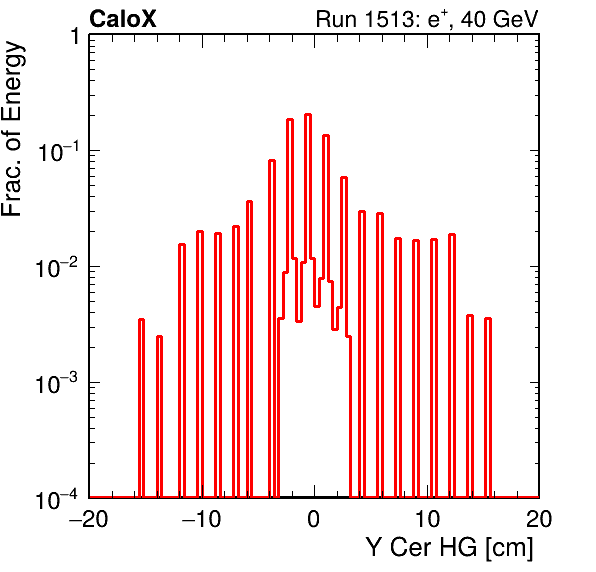 CaloX Run 1513: e⁺, 40 GeV
Frac. of Energy
1
10⁻¹
10⁻²
10⁻³
10⁻⁴
−20 −10 0 10 20
Y Cer HG [cm]